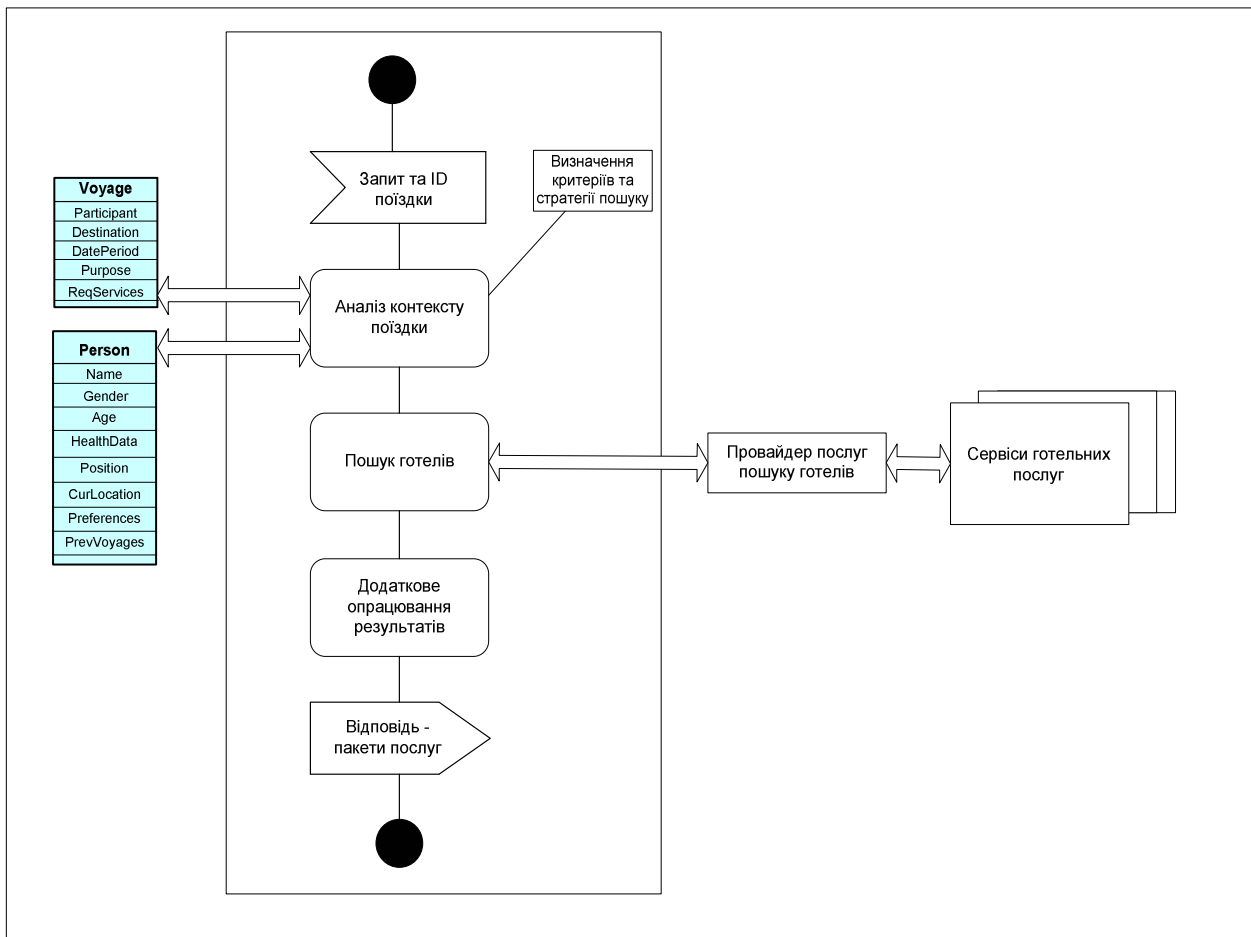 Запит та ID
поїздки
Визначення
критеріїв та
стратегії пошуку
Voyage
Participant
Destination
DatePeriod
Purpose
ReqServices
Аналіз контексту
поїздки
Person
Name
Gender
Age
HealthData
Position
CurLocation
Preferences
PrevVoyages
Пошук готелів
Провайдер послуг
пошуку готелів
Сервіси готельних
послуг
Додаткове
опрацювання
результатів
Відповідь -
пакети послуг